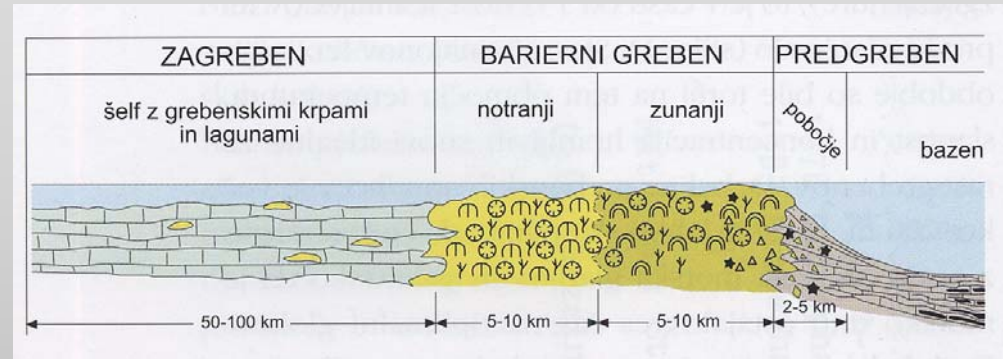 ZAGREBEN
BARIERNI GREBEN
PREDGREBEN
šelf z grebenskimi krpami
in lagunami
notranji
zunanji
pobočje
bazen
50-100 km
5-10 km
5-10 km
2-5 km